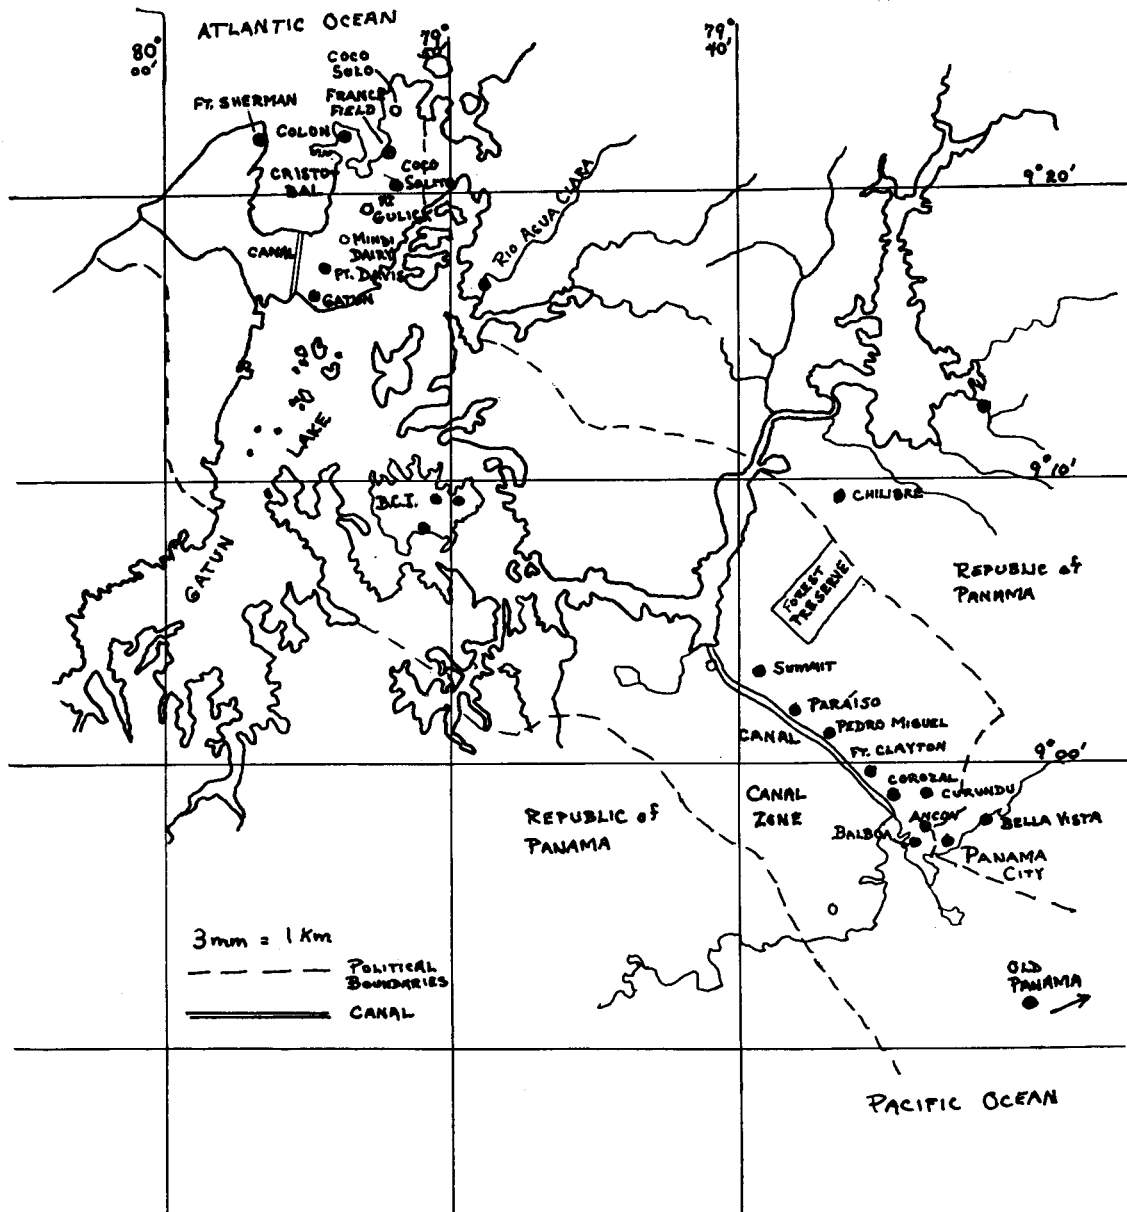 ATLANTIC OCEAN
80°
00'
79°
79°
40'
COCO
SOLO
FT. SHERMAN
FRANCE
FIELD
COLON
CRISTO-
BAL
COCO
SOLITO
FT.
GULICK
9° 20'
RIO AGUA CLARA
CANAL
MINDI
DAIRY
FT. DAVIS
GATUN
LAKE
GATUN
B.C.I.
9° 10'
CHILIBRE
FOREST
PRESERVE
REPUBLIC of
PANAMA
SUMMIT
PARAÍSO
PEDRO MIGUEL
CANAL
FT. CLAYTON
9° 00'
COROZAL
CURUNDU
CANAL
ZONE
ANCON
BELLA VISTA
BALBOA
PANAMA
CITY
REPUBLIC of
PANAMA
3mm = 1 Km
POLITICAL
BOUNDARIES
CANAL
OLD
PANAMA
PACIFIC OCEAN